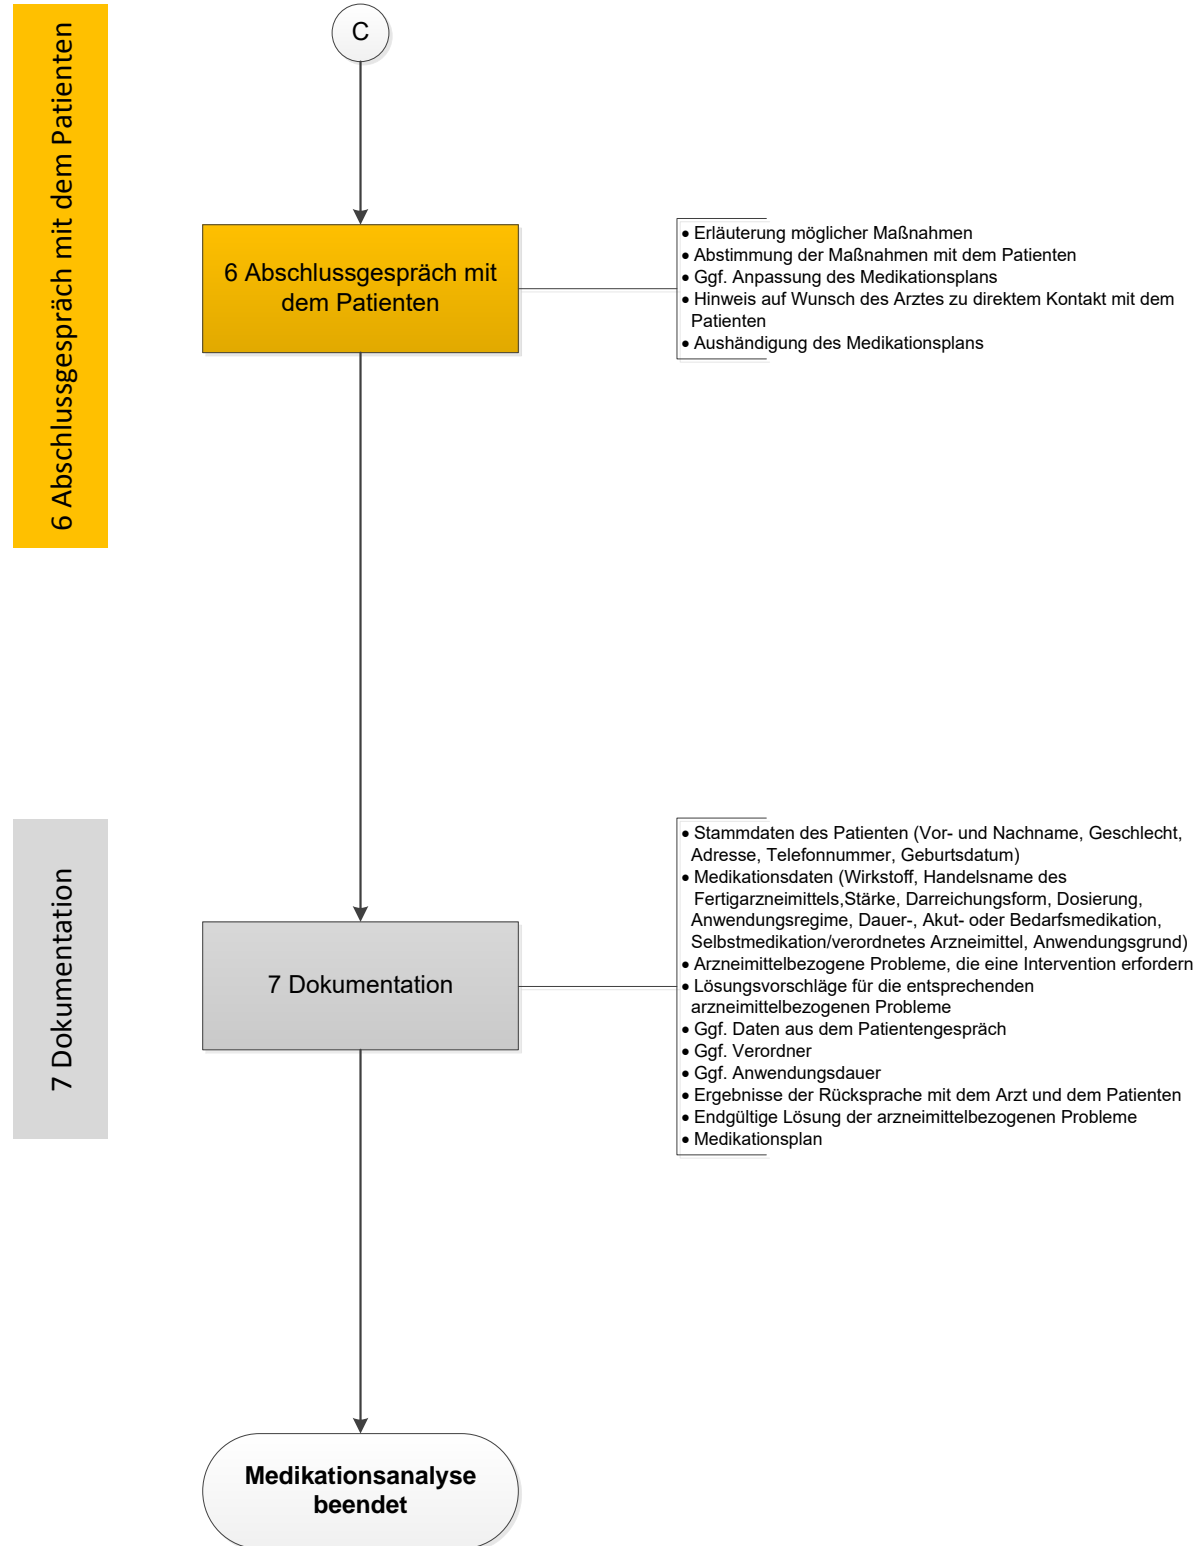 C
6 Abschlussgespräch mit dem Patienten
6 Abschlussgespräch mit
dem Patienten
• Erläuterung möglicher Maßnahmen
• Abstimmung der Maßnahmen mit dem Patienten
• Ggf. Anpassung des Medikationsplans
• Hinweis auf Wunsch des Arztes zu direktem Kontakt mit dem
Patienten
• Aushändigung des Medikationsplans
7 Dokumentation
7 Dokumentation
• Stammdaten des Patienten (Vor- und Nachname, Geschlecht,
Adresse, Telefonnummer, Geburtsdatum)
• Medikationsdaten (Wirkstoff, Handelsname des
Fertigarzneimittels,Stärke, Darreichungsform, Dosierung,
Anwendungsregime, Dauer-, Akut- oder Bedarfsmedikation,
Selbstmedikation/verordnetes Arzneimittel, Anwendungsgrund)
• Arzneimittelbezogene Probleme, die eine Intervention erfordern
• Lösungsvorschläge für die entsprechenden
arzneimittelbezogenen Probleme
• Ggf. Daten aus dem Patientengespräch
• Ggf. Verordner
• Ggf. Anwendungsdauer
• Ergebnisse der Rücksprache mit dem Arzt und dem Patienten
• Endgültige Lösung der arzneimittelbezogenen Probleme
• Medikationsplan
Medikationsanalyse
beendet